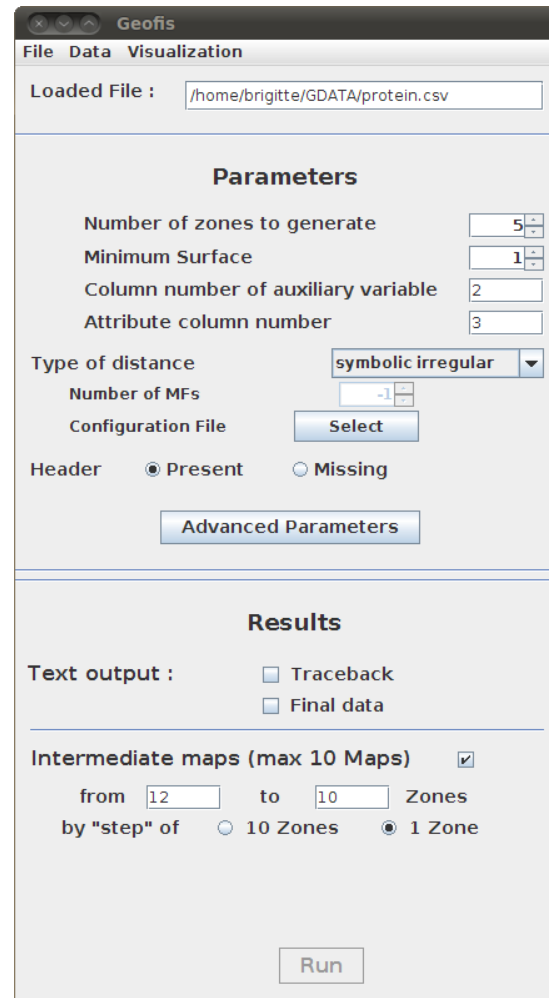 Geofis
File Data Visualization
Loaded File : /home/brigitte/GDATA/protein.csv
Parameters
Number of zones to generate 5
Minimum Surface 1
Column number of auxiliary variable 2
Attribute column number 3
Type of distance symbolic irregular
Number of MFs -1
Configuration File Select
Header Present Missing
Advanced Parameters
Results
Text output : Traceback
Final data
Intermediate maps (max 10 Maps)
from 12 to 10 Zones
by "step" of 10 Zones 1 Zone
Run